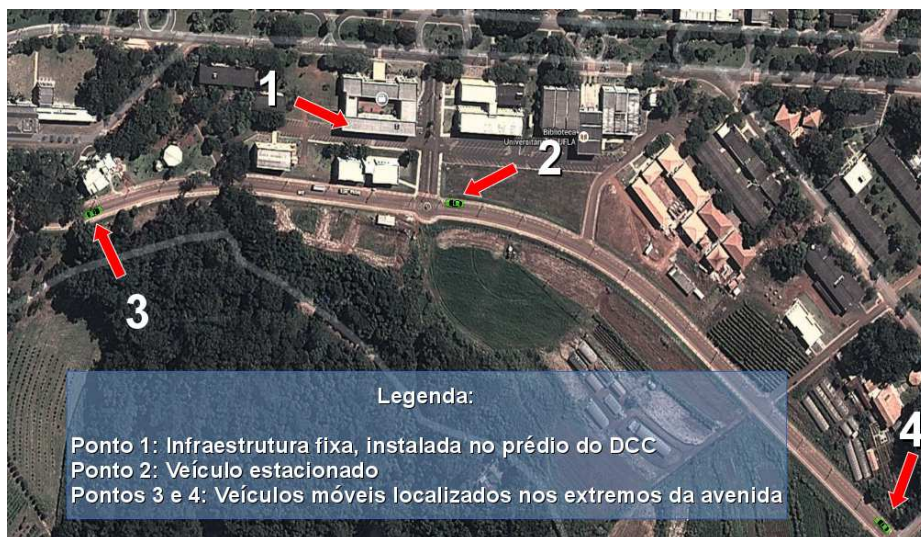 1
2
Biblioteca
Universitária UFLA
3
4
Legenda:
Ponto 1: Infraestrutura fixa, instalada no prédio do DCC
Ponto 2: Veículo estacionado
Pontos 3 e 4: Veículos móveis localizados nos extremos da avenida